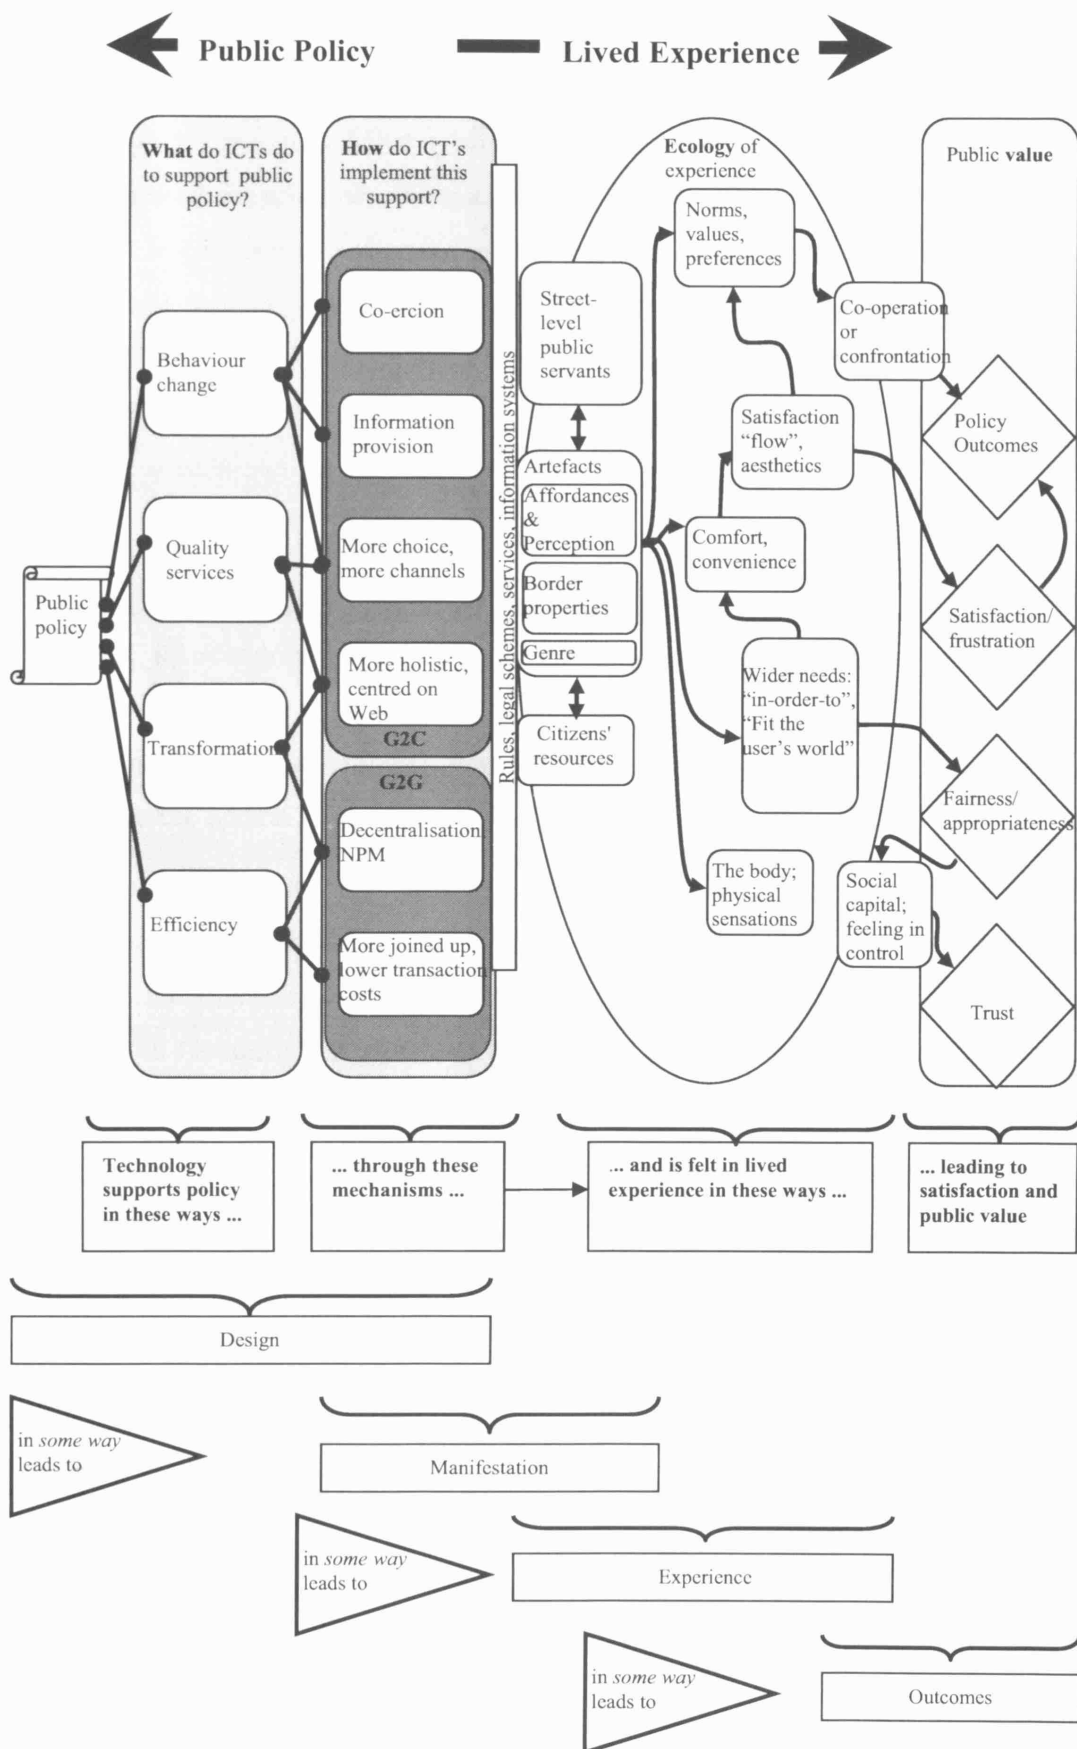 Public Policy
Lived Experience
What do ICTs do
to support public
policy?
How do ICT's
implement this
support?
Ecology of
experience
Public value
Public
policy
Behaviour
change
Quality
services
Transformation
Efficiency
Co-ercion
Information
provision
More choice,
more channels
More holistic,
centred on
Web
G2C
G2G
Decentralisation
NPM
More joined up,
lower transaction
costs
Rules, legal schemes, services, information systems
Street-
level
public
servants
Artefacts
Affordances
&
Perception
Border
properties
Genre
Citizens'
resources
Norms,
values,
preferences
Satisfaction
“flow”,
aesthetics
Comfort,
convenience
Wider needs:
“in-order-to”,
“Fit the
user's world”
The body;
physical
sensations
Co-operation
or
confrontation
Social
capital;
feeling in
control
Policy
Outcomes
Satisfaction/
frustration
Fairness/
appropriateness
Trust
Technology
supports policy
in these ways ...
... through these
mechanisms ...
... and is felt in lived
experience in these ways ...
... leading to
satisfaction and
public value
Design
in some way
leads to
Manifestation
in some way
leads to
Experience
in some way
leads to
Outcomes